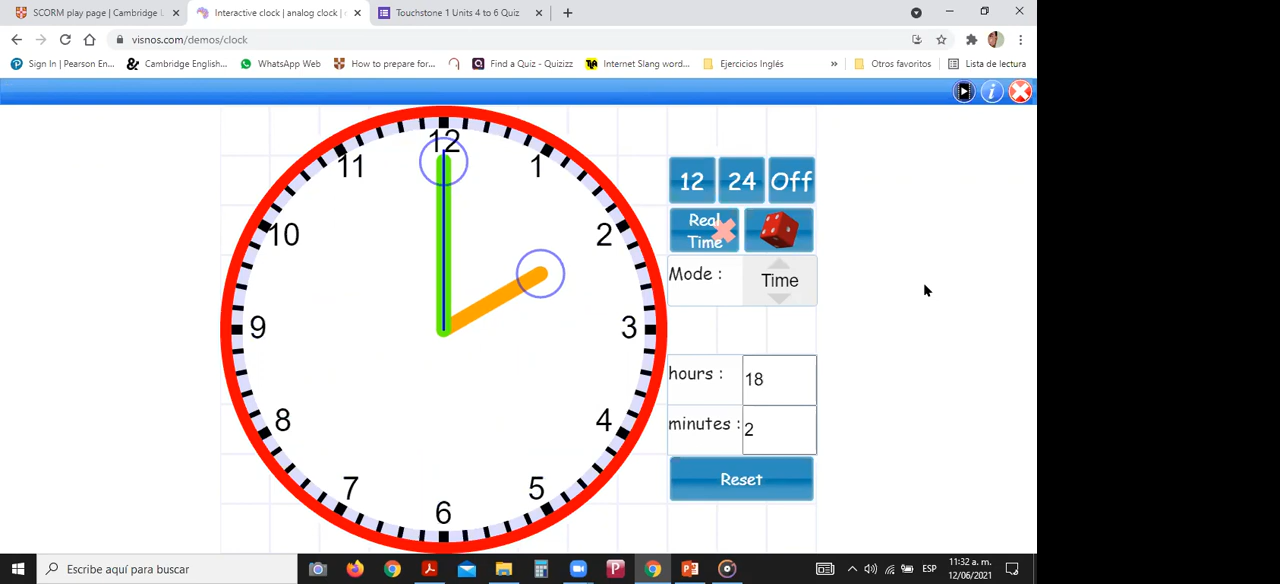 SCORM play page | Cambridge L
Interactive clock | analog clock |
Touchstone 1 Units 4 to 6 Quiz
visnos.com/demos/clock
Sign In | Pearson En...
Cambridge English...
WhatsApp Web
How to prepare for...
Find a Quiz - Quizizz
Internet Slang word...
Ejercicios Inglés
»
Otros favoritos
Lista de lectura
12
11
1
10
2
9
3
8
4
7
5
6
12 24 Off
Real
Time
Mode :
Time
hours :
18
minutes :
2
Reset
Escribe aquí para buscar
ESP
11:32 a. m.
12/06/2021